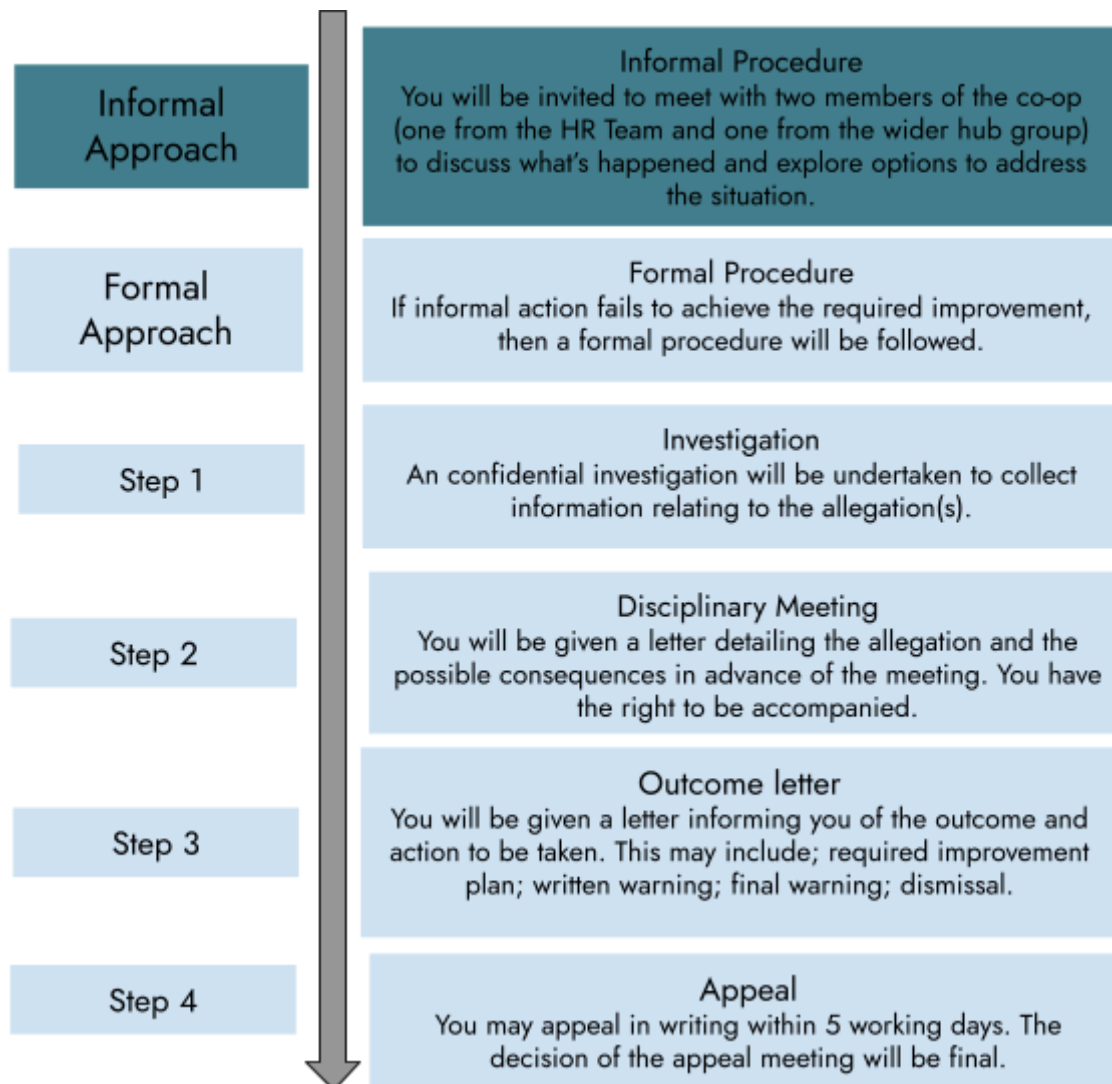 Informal
Approach
Informal Procedure
You will be invited to meet with two members of the co-op
(one from the HR Team and one from the wider hub group)
to discuss what's happened and explore options to address
the situation.
Formal
Approach
Formal Procedure
If informal action fails to achieve the required improvement,
then a formal procedure will be followed.
Step 1
Investigation
An confidential investigation will be undertaken to collect
information relating to the allegation(s).
Step 2
Disciplinary Meeting
You will be given a letter detailing the allegation and the
possible consequences in advance of the meeting. You have
the right to be accompanied.
Step 3
Outcome letter
You will be given a letter informing you of the outcome and
action to be taken. This may include; required improvement
plan; written warning; final warning; dismissal.
Step 4
Appeal
You may appeal in writing within 5 working days. The
decision of the appeal meeting will be final.